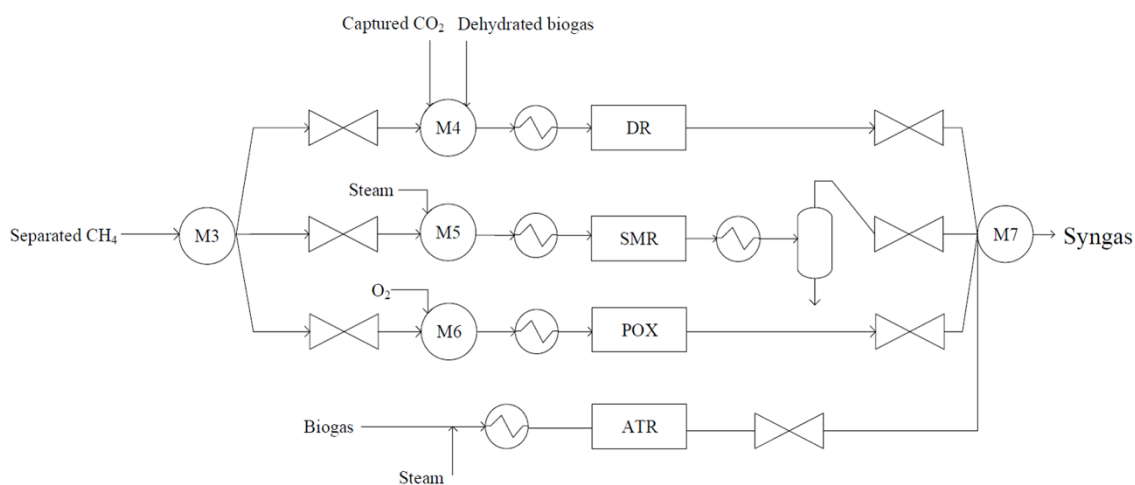 Captured CO₂ Dehydrated biogas
M4 DR
Steam
Separated CH₄ M3 M5 SMR M7 Syngas
O₂
M6 POX
Biogas ATR
Steam